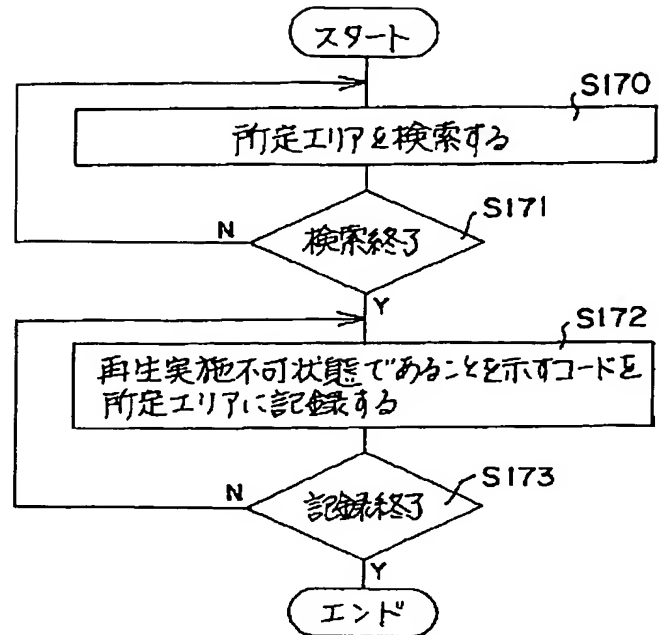 スタート
S170
所定エリアを検索する
S171
検索終了
N
Y
S172
再生実施不可状態であることを示すコードを
所定エリアに記録する
S173
記録終了
N
Y
エンド